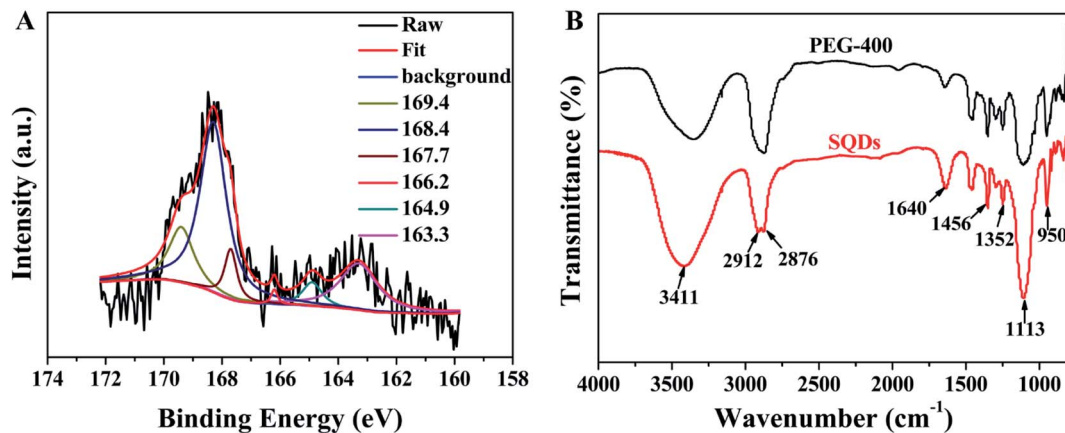 A
Raw
Fit
background
169.4
168.4
167.7
166.2
164.9
163.3
Intensity (a.u.)
174 172 170 168 166 164 162 160 158
Binding Energy (eV)
B
PEG-400
SQDs
Transmittance (%)
3411
2912
2876
1640
1456
1352
1113
950
4000 3500 3000 2500 2000 1500 1000
Wavenumber (cm⁻¹)